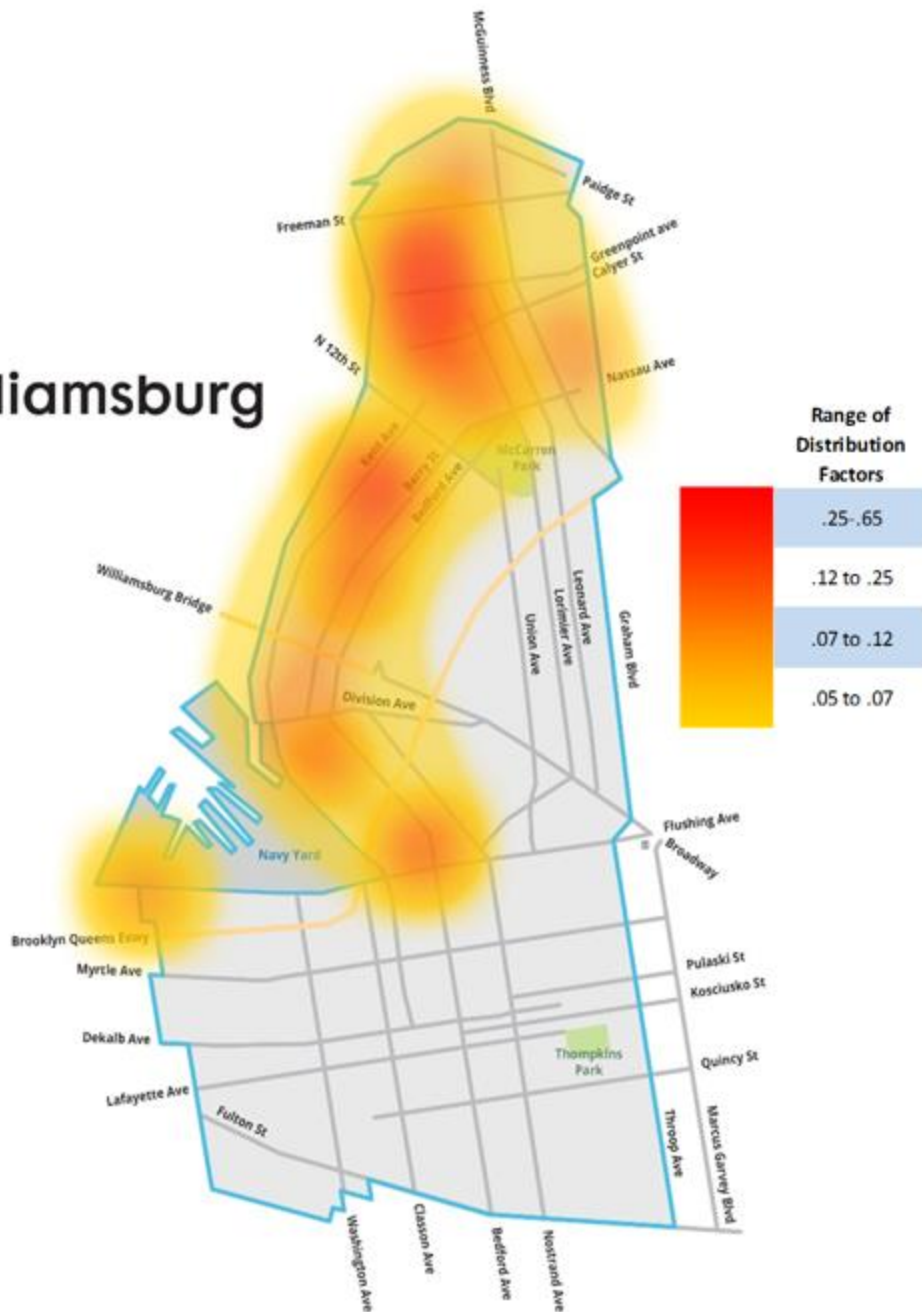 McGuinness Blvd
Paidge St
Freeman St
Greenpoint ave
Calyer St
N 12th St
Nassau Ave
liamsburg
Kent Ave
Berry St
Bedford Ave
McCarren
Park
Range of
Distribution
Factors
.25-.65
.12 to .25
.07 to .12
.05 to .07
Williamsburg Bridge
Union Ave
Lorimier Ave
Leonard Ave
Graham Blvd
Division Ave
Flushing Ave
Broadway
Navy Yard
Brooklyn Queens Exwy
Myrtle Ave
Pulaski St
Kosciusko St
Dekalb Ave
Thompkins
Park
Quincy St
Lafayette Ave
Fulton St
Throop Ave
Marcus Garvey Blvd
Washington Ave
Classon Ave
Bedford Ave
Nostrand Ave